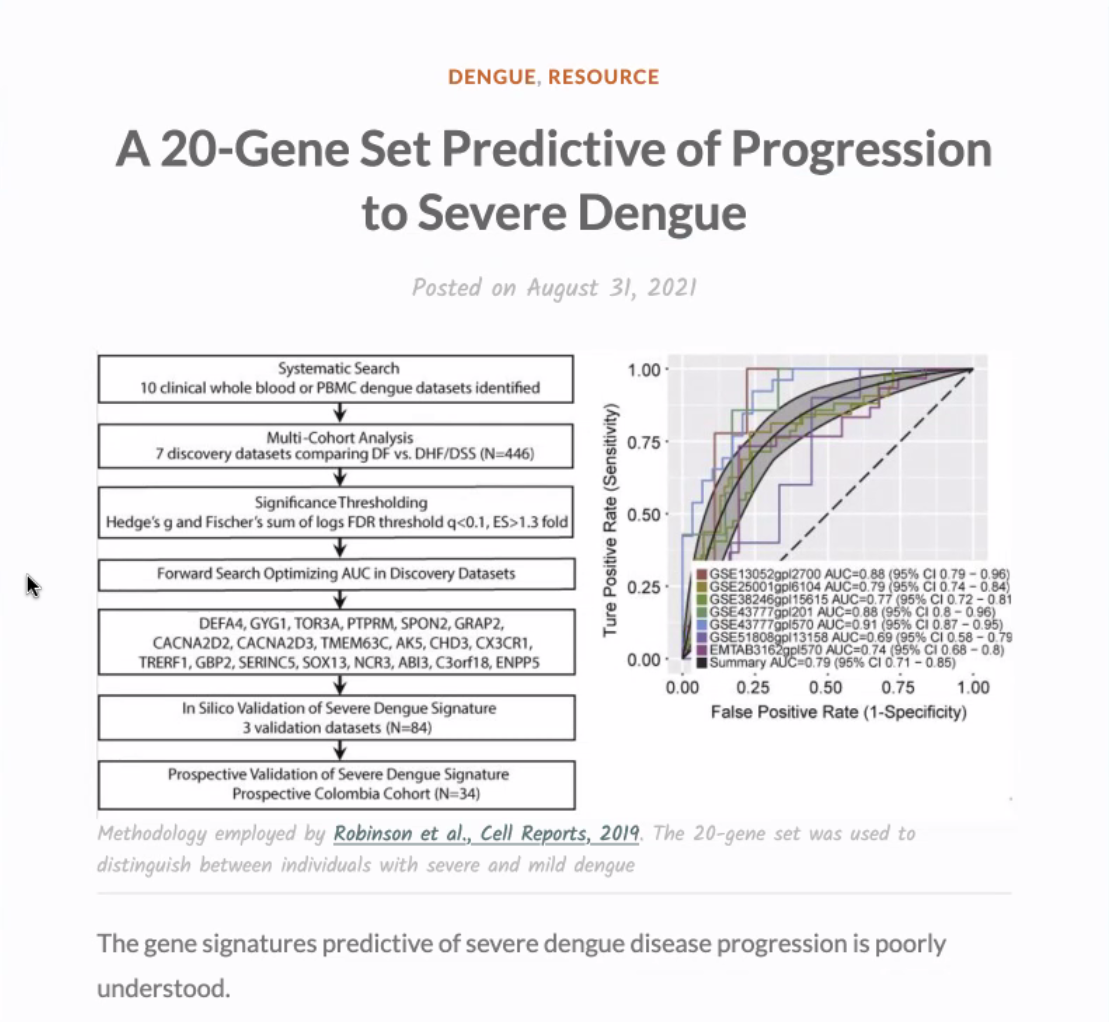 DENGUE, RESOURCE
A 20-Gene Set Predictive of Progression
to Severe Dengue
Posted on August 31, 2021
Systematic Search
10 clinical whole blood or PBMC dengue datasets identified
Multi-Cohort Analysis
7 discovery datasets comparing DF vs. DHF/DSS (N=446)
Significance Thresholding
Hedge's g and Fischer's sum of logs FDR threshold q<0.1, ES>1.3 fold
Forward Search Optimizing AUC in Discovery Datasets
DEFA4, GYG1, TOR3A, PTPRM, SPON2, GRAP2,
CACNA2D2, CACNA2D3, TMEM63C, AK5, CHD3, CX3CR1,
TRERF1, GBP2, SERINC5, SOX13, NCR3, ABI3, C3orf18, ENPP5
In Silico Validation of Severe Dengue Signature
3 validation datasets (N=84)
Prospective Validation of Severe Dengue Signature
Prospective Colombia Cohort (N=34)
Ture Positive Rate (Sensitivity)
1.00
0.75
0.50
0.25
0.00
GSE13052gpl2700 AUC=0.88 (95% CI 0.79 – 0.96)
GSE25001gpl6104 AUC=0.79 (95% CI 0.74 – 0.84)
GSE38246gpl15615 AUC=0.77 (95% CI 0.72 – 0.81
GSE43777gpl201 AUC=0.88 (95% CI 0.8 – 0.96)
GSE43777gpl570 AUC=0.91 (95% CI 0.87 – 0.95)
GSE51808gpl13158 AUC=0.69 (95% CI 0.58 – 0.79
EMTAB3162gpl570 AUC=0.74 (95% CI 0.68 – 0.8)
Summary AUC=0.79 (95% CI 0.71 – 0.85)
0.00 0.25 0.50 0.75 1.00
False Positive Rate (1-Specificity)
Methodology employed by Robinson et al., Cell Reports, 2019. The 20-gene set was used to
distinguish between individuals with severe and mild dengue
The gene signatures predictive of severe dengue disease progression is poorly
understood.